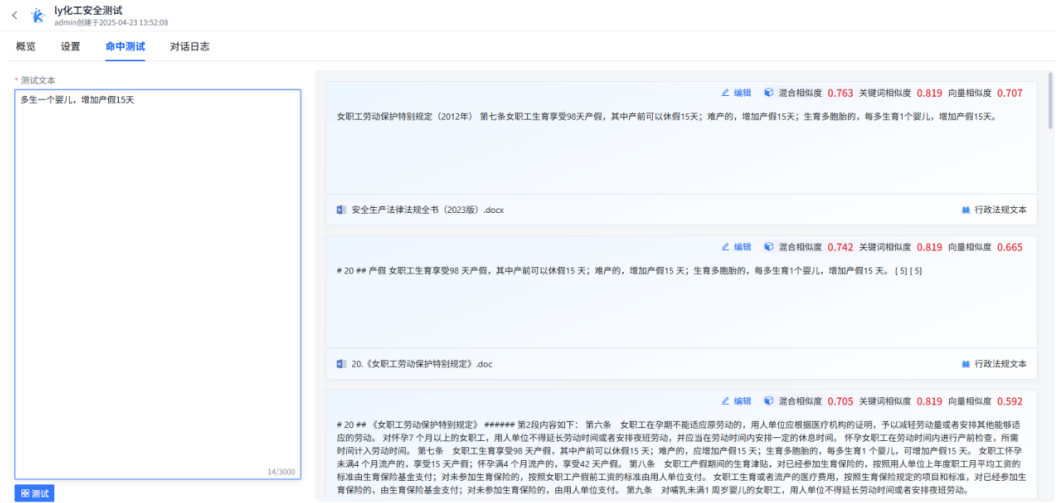 ly化工安全测试
admin创建于2025-04-23 13:52:08
概览 设置 命中测试 对话日志
* 测试文本
多生一个婴儿，增加产假15天
14/3000
测试
编辑 混合相似度 0.763 关键词相似度 0.819 向量相似度 0.707
女职工劳动保护特别规定（2012年） 第七条女职工生育享受98天产假，其中产前可以休假15天；难产的，增加产假15天；生育多胞胎的，每多生育1个婴儿，增加产假15天。
安全生产法律法规全书（2023版）.docx 行政法规文本
编辑 混合相似度 0.742 关键词相似度 0.819 向量相似度 0.665
# 20 ## 产假 女职工生育享受98 天产假，其中产前可以休假15 天；难产的，增加产假15 天；生育多胞胎的，每多生育1个婴儿，增加产假15 天。 [ 5] [ 5]
20.《女职工劳动保护特别规定》.doc 行政法规文本
编辑 混合相似度 0.705 关键词相似度 0.819 向量相似度 0.592
# 20 ## 《女职工劳动保护特别规定》 ###### 第2段内容如下： 第六条 女职工在孕期不能适应原劳动的，用人单位应根据医疗机构的证明，予以减轻劳动量或者安排其他能够适
应的劳动。 对怀孕7 个月以上的女职工，用人单位不得延长劳动时间或者安排夜班劳动，并应当在劳动时间内安排一定的休息时间。 怀孕女职工在劳动时间内进行产前检查，所需
时间计入劳动时间。 第七条 女职工生育享受98 天产假，其中产前可以休假15 天；难产的，应增加产假15 天；生育多胞胎的，每多生育1 个婴儿，可增加产假15 天。 女职工怀孕
未满4 个月流产的，享受15 天产假；怀孕满4 个月流产的，享受42 天产假。 第八条 女职工产假期间的生育津贴，对已经参加生育保险的，按照用人单位上年度职工月平均工资的
标准由生育保险基金支付；对未参加生育保险的，按照女职工产假前工资的标准由用人单位支付。 女职工生育或者流产的医疗费用，按照生育保险规定的项目和标准，对已经参加生
育保险的，由生育保险基金支付；对未参加生育保险的，由用人单位支付。 第九条 对哺乳未满1 周岁婴儿的女职工，用人单位不得延长劳动时间或者安排夜班劳动。